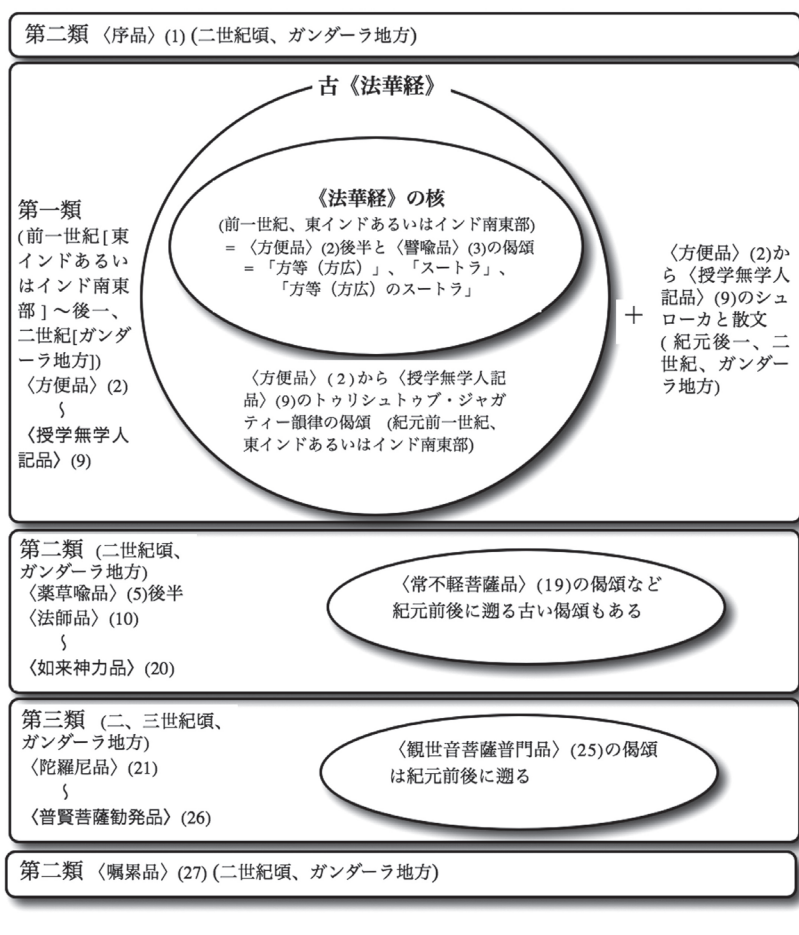 第二類 〈序品〉(1) (二世紀頃、ガンダーラ地方)
古《法華経》
《法華経》の核
(前一世紀、東インドあるいはインド南東部)
= 〈方便品〉(2)後半と〈譬喩品〉(3)の偈頌
= 「方等（方広）」、「スートラ」、
「方等（方広）のスートラ」
第一類
(前一世紀[東
インドあるい
はインド南東
部]〜後一、
二世紀[ガンダ
ーラ地方])
〈方便品〉(2)
〜
〈授学無学人
記品〉(9)
〈方便品〉(2)から〈授学無学人記
品〉(9)のトゥリシュトゥブ・ジャガ
ティー韻律の偈頌 (紀元前一世紀、
東インドあるいはインド南東部)
＋
〈方便品〉(2)か
ら〈授学無学人
記品〉(9)のシュ
ローカと散文
(紀元後一、二
世紀、ガンダー
ラ地方)
第二類 (二世紀頃、
ガンダーラ地方)
〈薬草喩品〉(5)後半
〈法師品〉(10)
〜
〈如来神力品〉(20)
〈常不軽菩薩品〉(19)の偈頌など
紀元前後に遡る古い偈頌もある
第三類 (二、三世紀頃、
ガンダーラ地方)
〈陀羅尼品〉(21)
〜
〈普賢菩薩勧発品〉(26)
〈観世音菩薩普門品〉(25)の偈頌
は紀元前後に遡る
第二類 〈嘱累品〉(27) (二世紀頃、ガンダーラ地方)